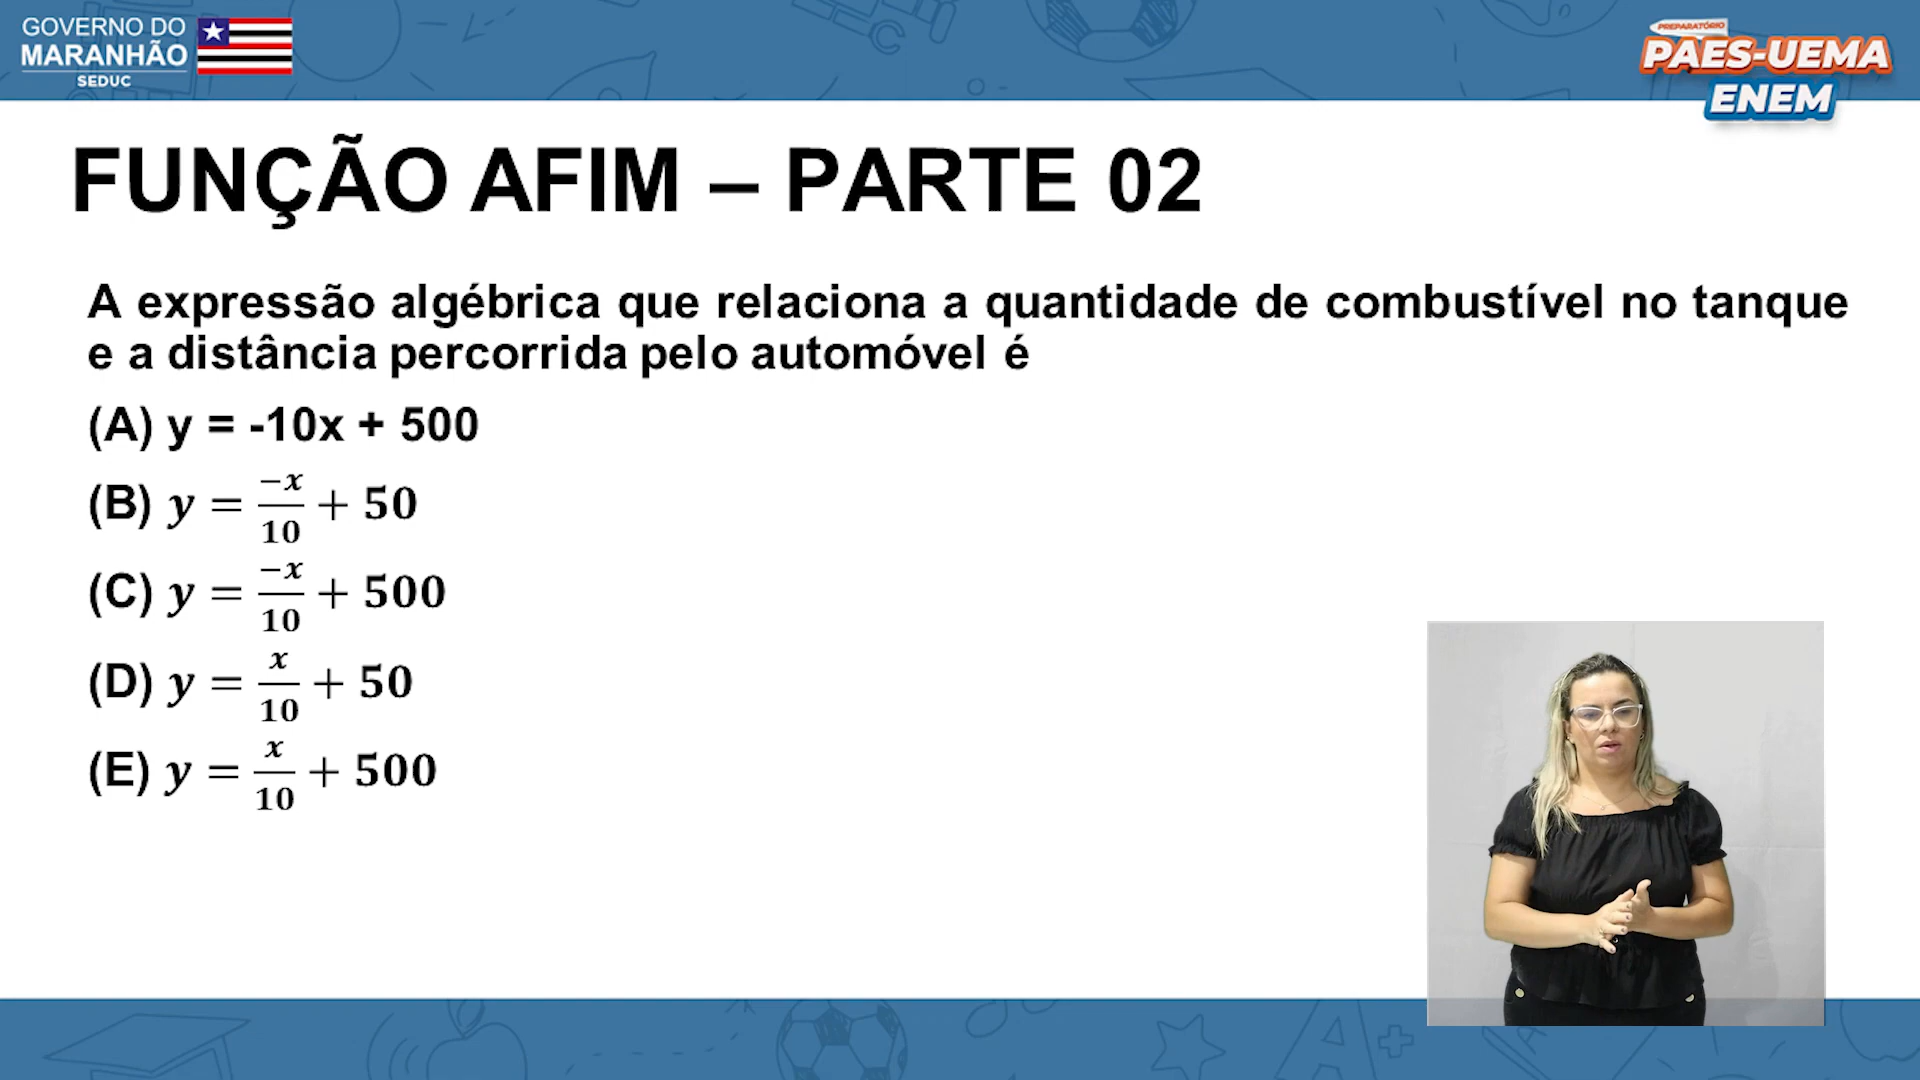 GOVERNO DO
MARANHÃO
SEDUC
PREPARATÓRIO
PAES-UEMA
ENEM
FUNÇÃO AFIM – PARTE 02
A expressão algébrica que relaciona a quantidade de combustível no tanque
e a distância percorrida pelo automóvel é
(A) y = -10x + 500
(B) y = −x/10 + 50
(C) y = −x/10 + 500
(D) y = x/10 + 50
(E) y = x/10 + 500